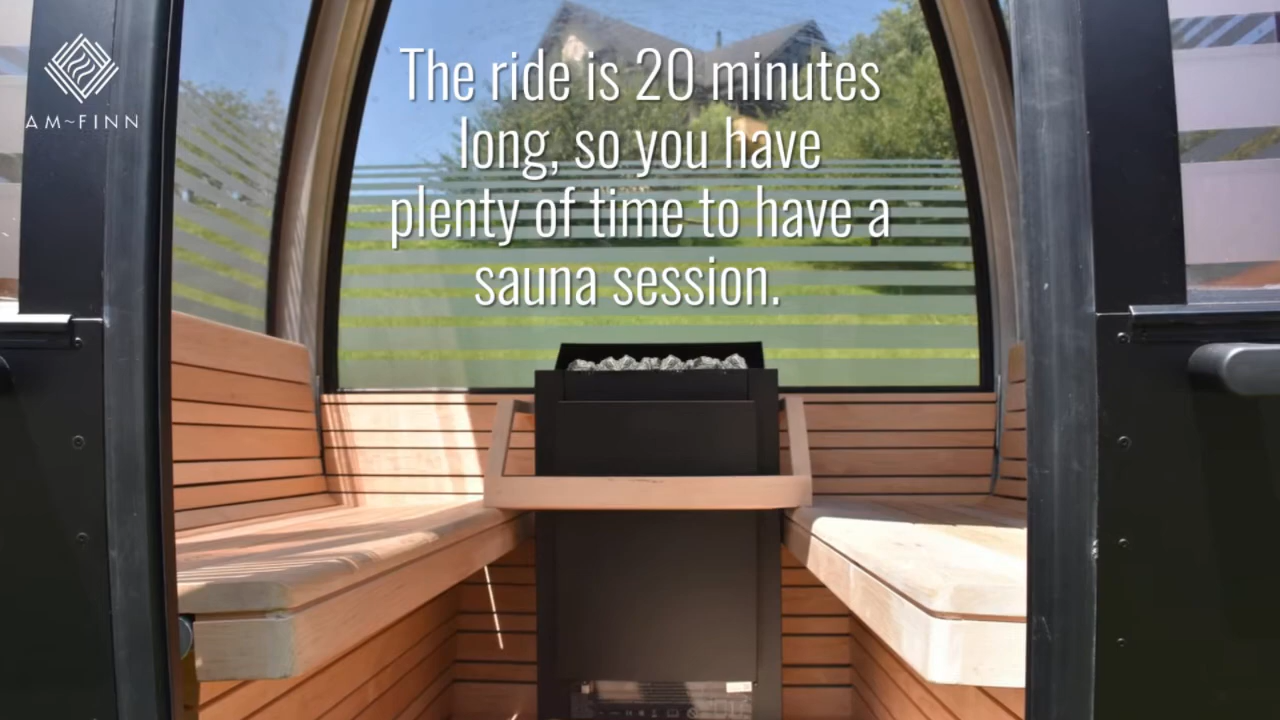 AM~FINN
The ride is 20 minutes
long, so you have
plenty of time to have a
sauna session.